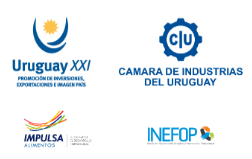 Uruguay XXI
PROMOCIÓN DE INVERSIONES,
EXPORTACIONES E IMAGEN PAÍS
CIU
CAMARA DE INDUSTRIAS
DEL URUGUAY
IMPULSA
ALIMENTOS
INEFOP